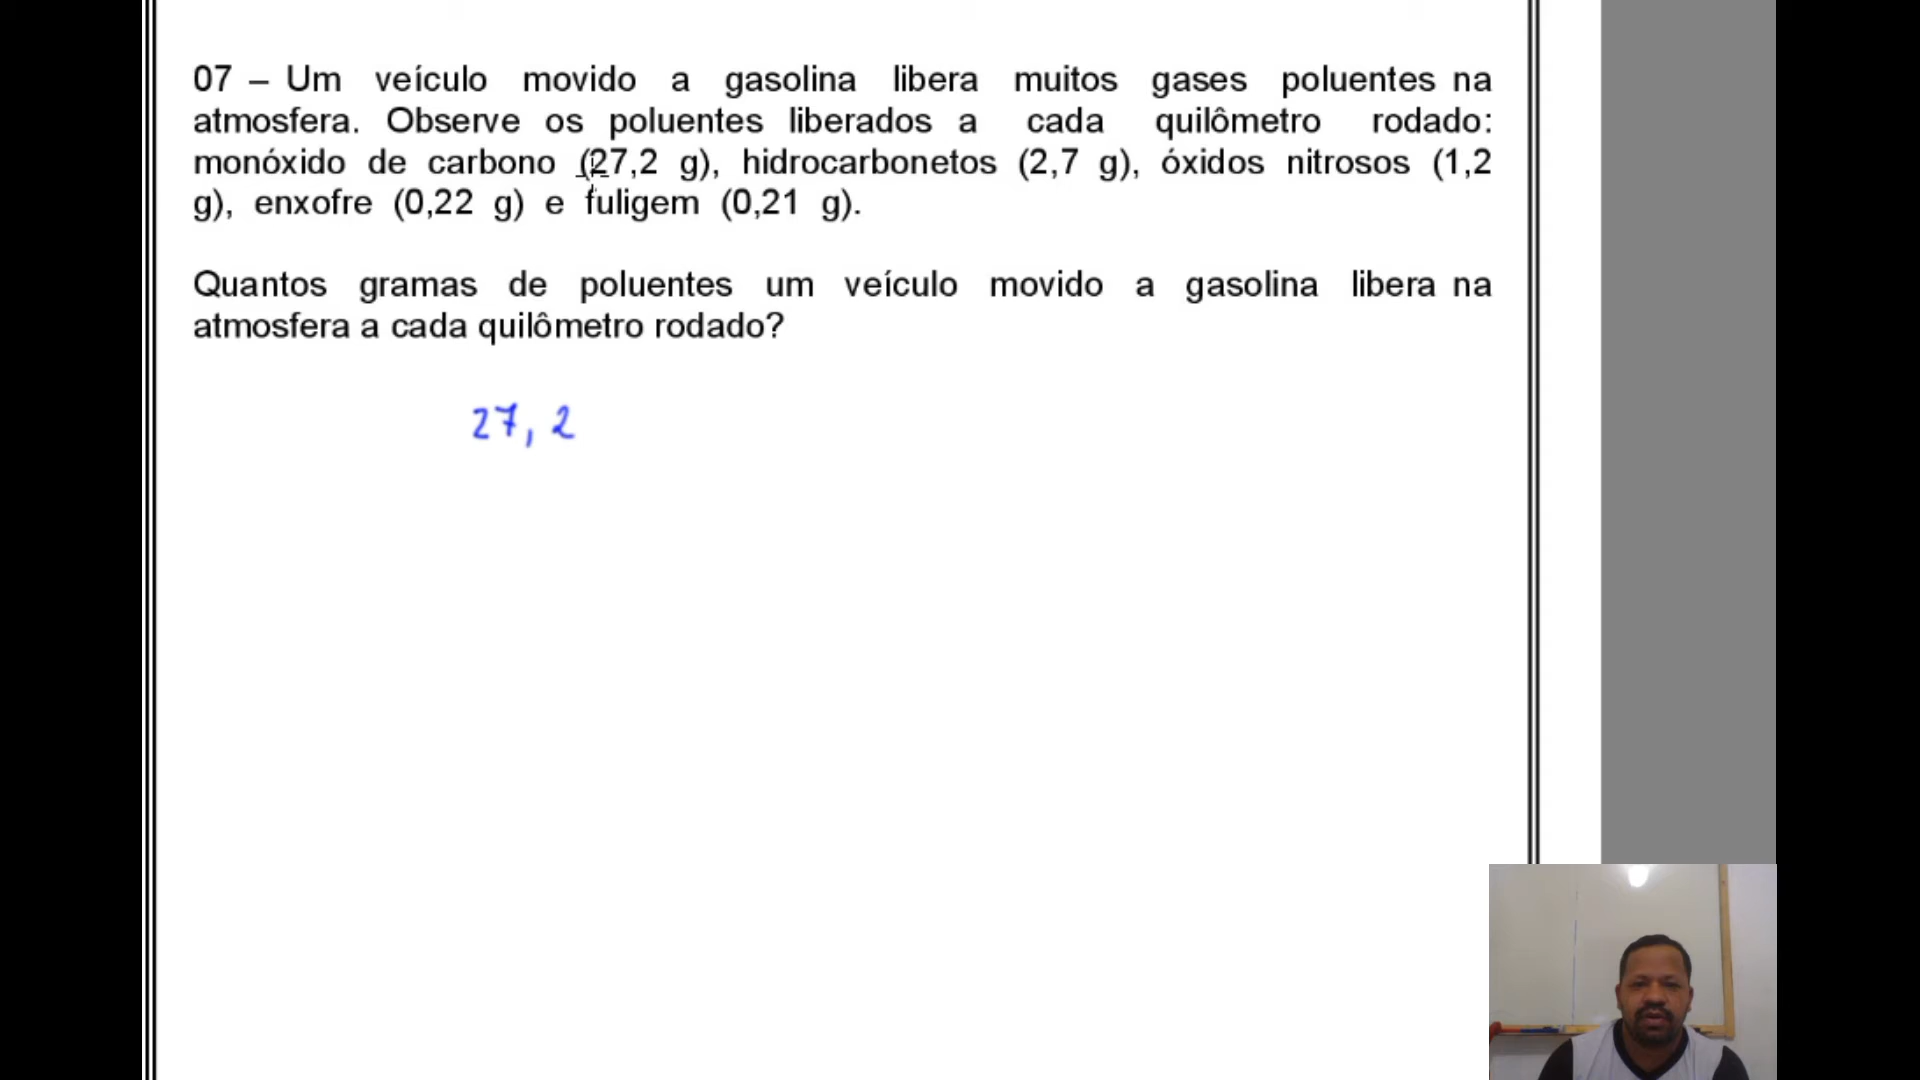 07 – Um veículo movido a gasolina libera muitos gases poluentes na
atmosfera. Observe os poluentes liberados a cada quilômetro rodado:
monóxido de carbono (27,2 g), hidrocarbonetos (2,7 g), óxidos nitrosos (1,2
g), enxofre (0,22 g) e fuligem (0,21 g).
Quantos gramas de poluentes um veículo movido a gasolina libera na
atmosfera a cada quilômetro rodado?
27, 2